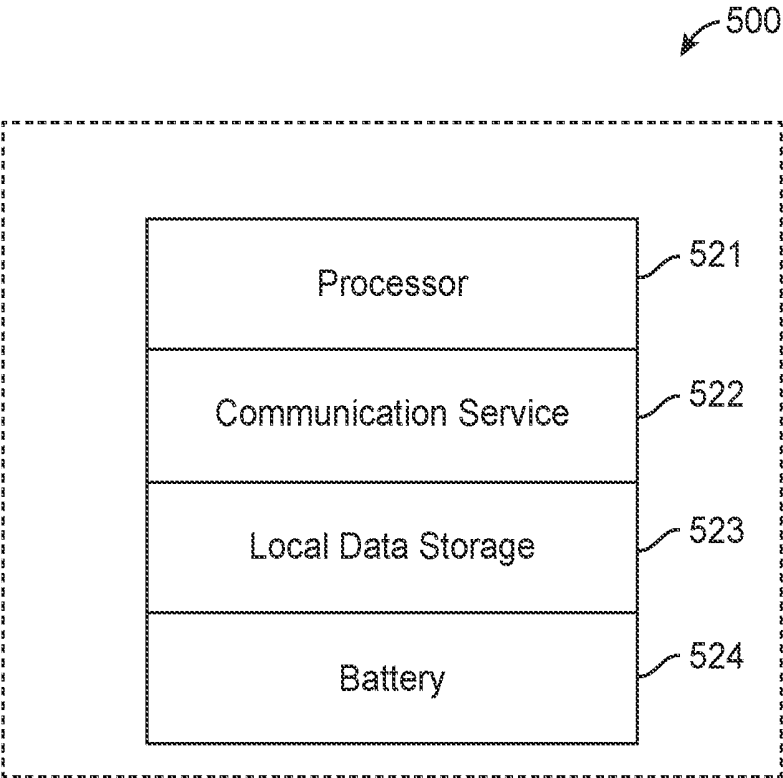 500
Processor
521
Communication Service
522
Local Data Storage
523
Battery
524